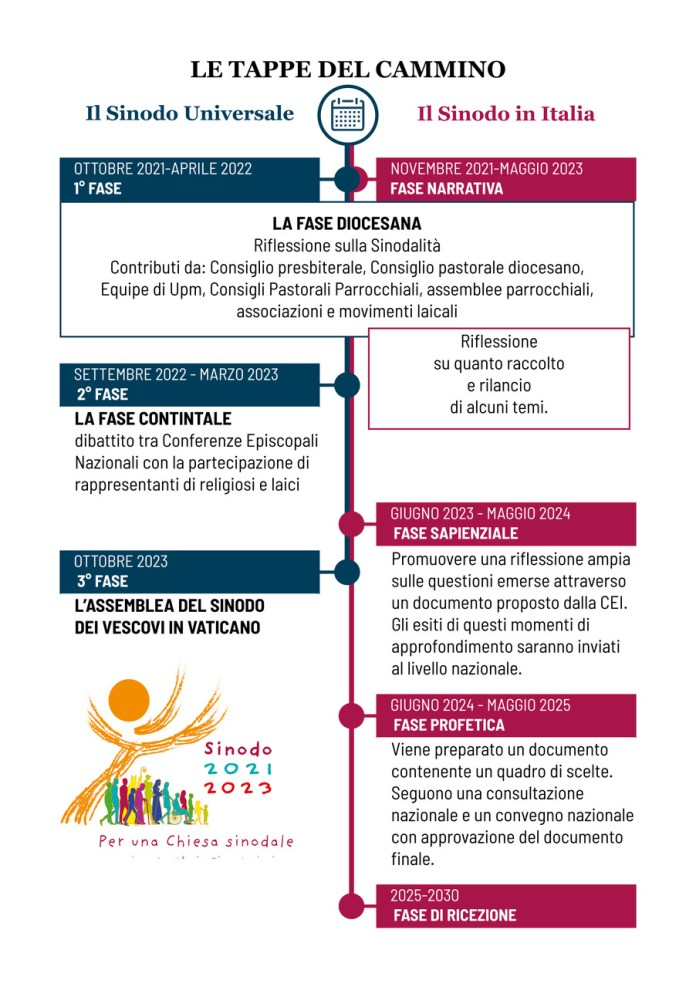 LE TAPPE DEL CAMMINO
Il Sinodo Universale
Il Sinodo in Italia
OTTOBRE 2021-APRILE 2022
1° FASE
NOVEMBRE 2021-MAGGIO 2023
FASE NARRATIVA
LA FASE DIOCESANA
Riflessione sulla Sinodalità
Contributi da: Consiglio presbiterale, Consiglio pastorale diocesano,
Equipe di Upm, Consigli Pastorali Parrocchiali, assemblee parrocchiali,
associazioni e movimenti laicali
Riflessione
su quanto raccolto
e rilancio
di alcuni temi.
SETTEMBRE 2022 - MARZO 2023
2° FASE
LA FASE CONTINTALE
dibattito tra Conferenze Episcopali
Nazionali con la partecipazione di
rappresentanti di religiosi e laici
GIUGNO 2023 - MAGGIO 2024
FASE SAPIENZIALE
Promuovere una riflessione ampia
sulle questioni emerse attraverso
un documento proposto dalla CEI.
Gli esiti di questi momenti di
approfondimento saranno inviati
al livello nazionale.
OTTOBRE 2023
3° FASE
L'ASSEMBLEA DEL SINODO
DEI VESCOVI IN VATICANO
GIUGNO 2024 - MAGGIO 2025
FASE PROFETICA
Viene preparato un documento
contenente un quadro di scelte.
Seguono una consultazione
nazionale e un convegno nazionale
con approvazione del documento
finale.
Sinodo
2021
2023
Per una Chiesa sinodale
2025-2030
FASE DI RICEZIONE